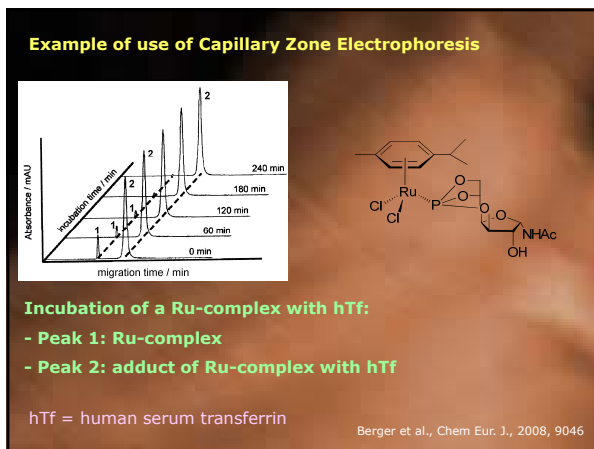 Example of use of Capillary Zone Electrophoresis
Absorbance / mAU
incubation time / min
2
2
2
1
1
1
240 min
180 min
120 min
60 min
0 min
migration time / min
Ru
Cl
Cl
P
O
O
O
O
NHAc
OH
Incubation of a Ru-complex with hTf:
- Peak 1: Ru-complex
- Peak 2: adduct of Ru-complex with hTf
hTf = human serum transferrin
Berger et al., Chem Eur. J., 2008, 9046